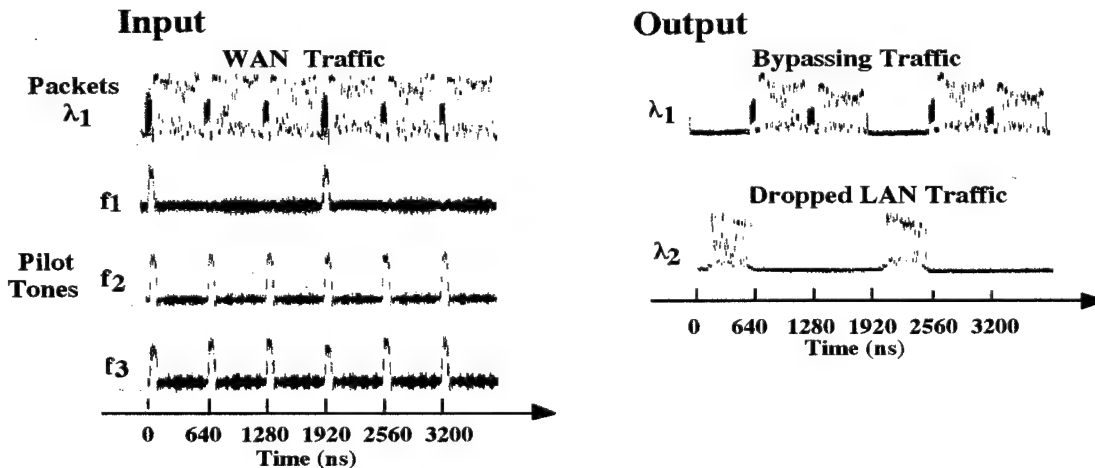 Input
WAN Traffic
Packets
λ1
f1
Pilot
Tones
f2
f3
0 640 1280 1920 2560 3200
Time (ns)
Output
Bypassing Traffic
λ1
Dropped LAN Traffic
λ2
0 640 1280 1920 2560 3200
Time (ns)